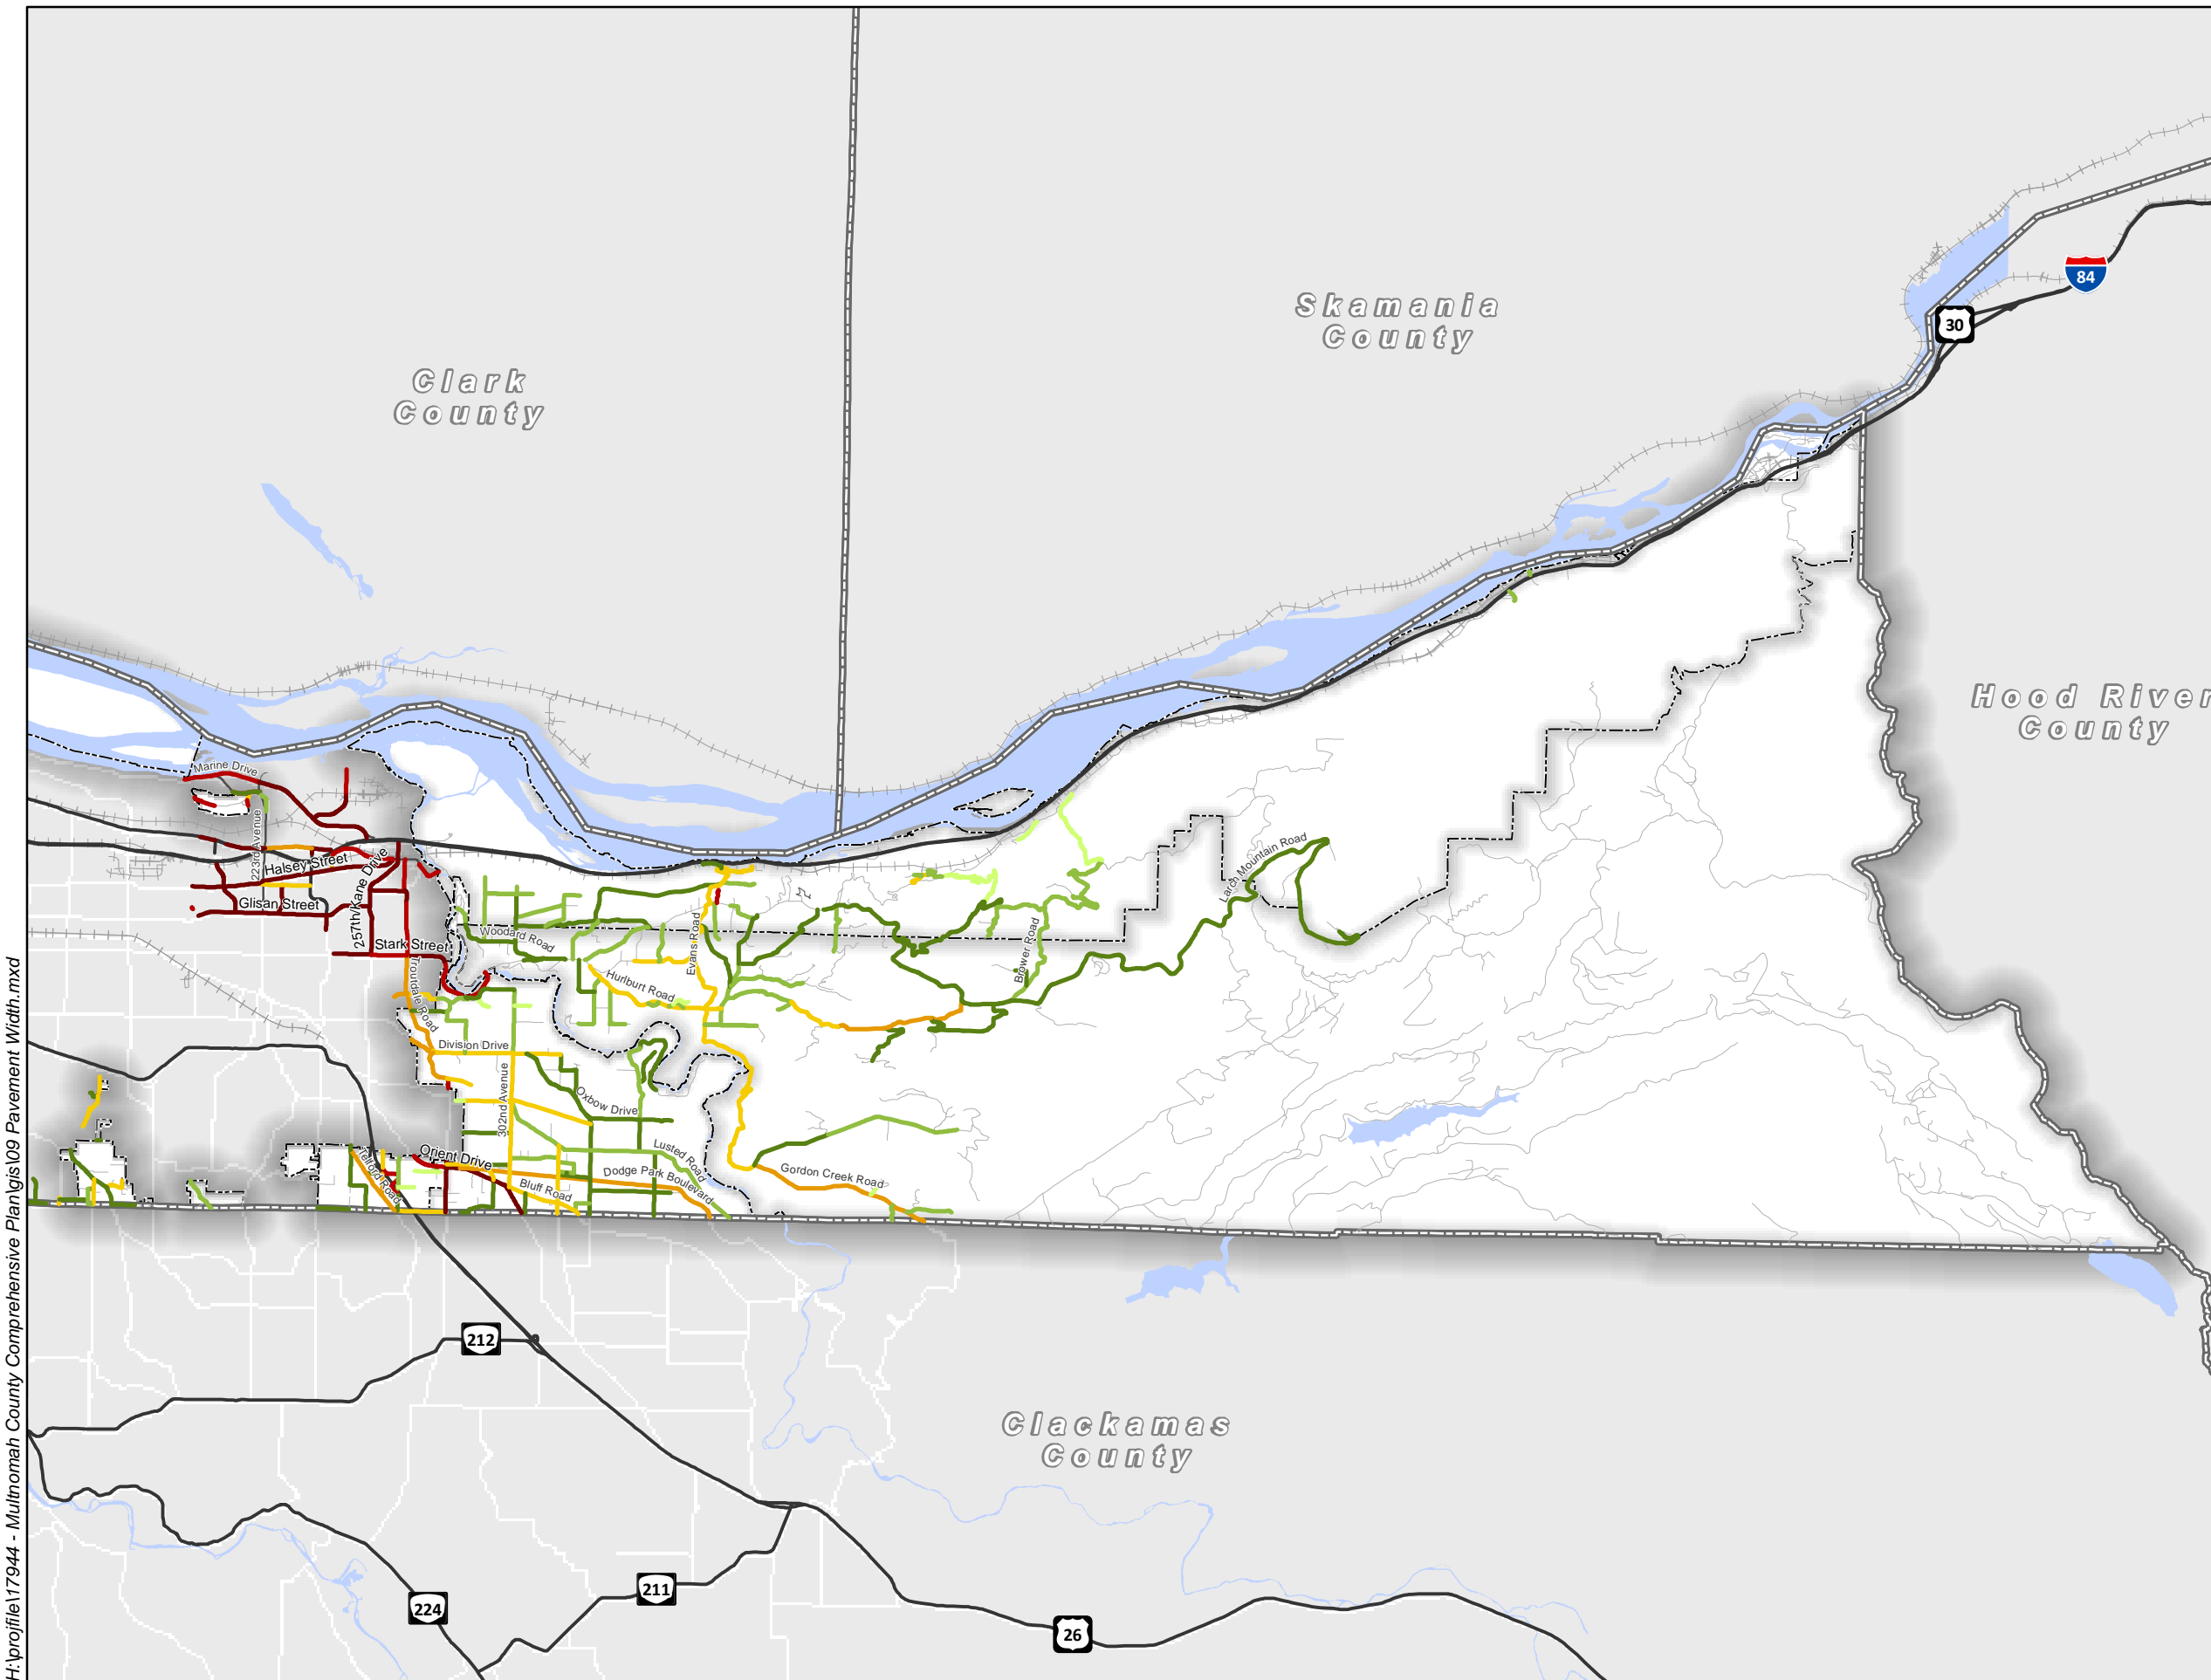 Skamania
County
84
30
Clark
County
Hood River
County
Marine Drive
223rd Avenue
Halsey Street
257th/Kane Drive
Glisan Street
Stark Street
Troutdale Road
Woodard Road
Evans Road
Hurlburt Road
Brower Road
Larch Mountain Road
Division Drive
302nd Avenue
Oxbow Drive
Lusted Road
Orient Drive
Telford Road
Dodge Park Boulevard
Bluff Road
Gordon Creek Road
212
Clackamas
County
211
224
26
H:\projfile\17944 - Multnomah County Comprehensive Plan\gis\09 Pavement Width.mxd